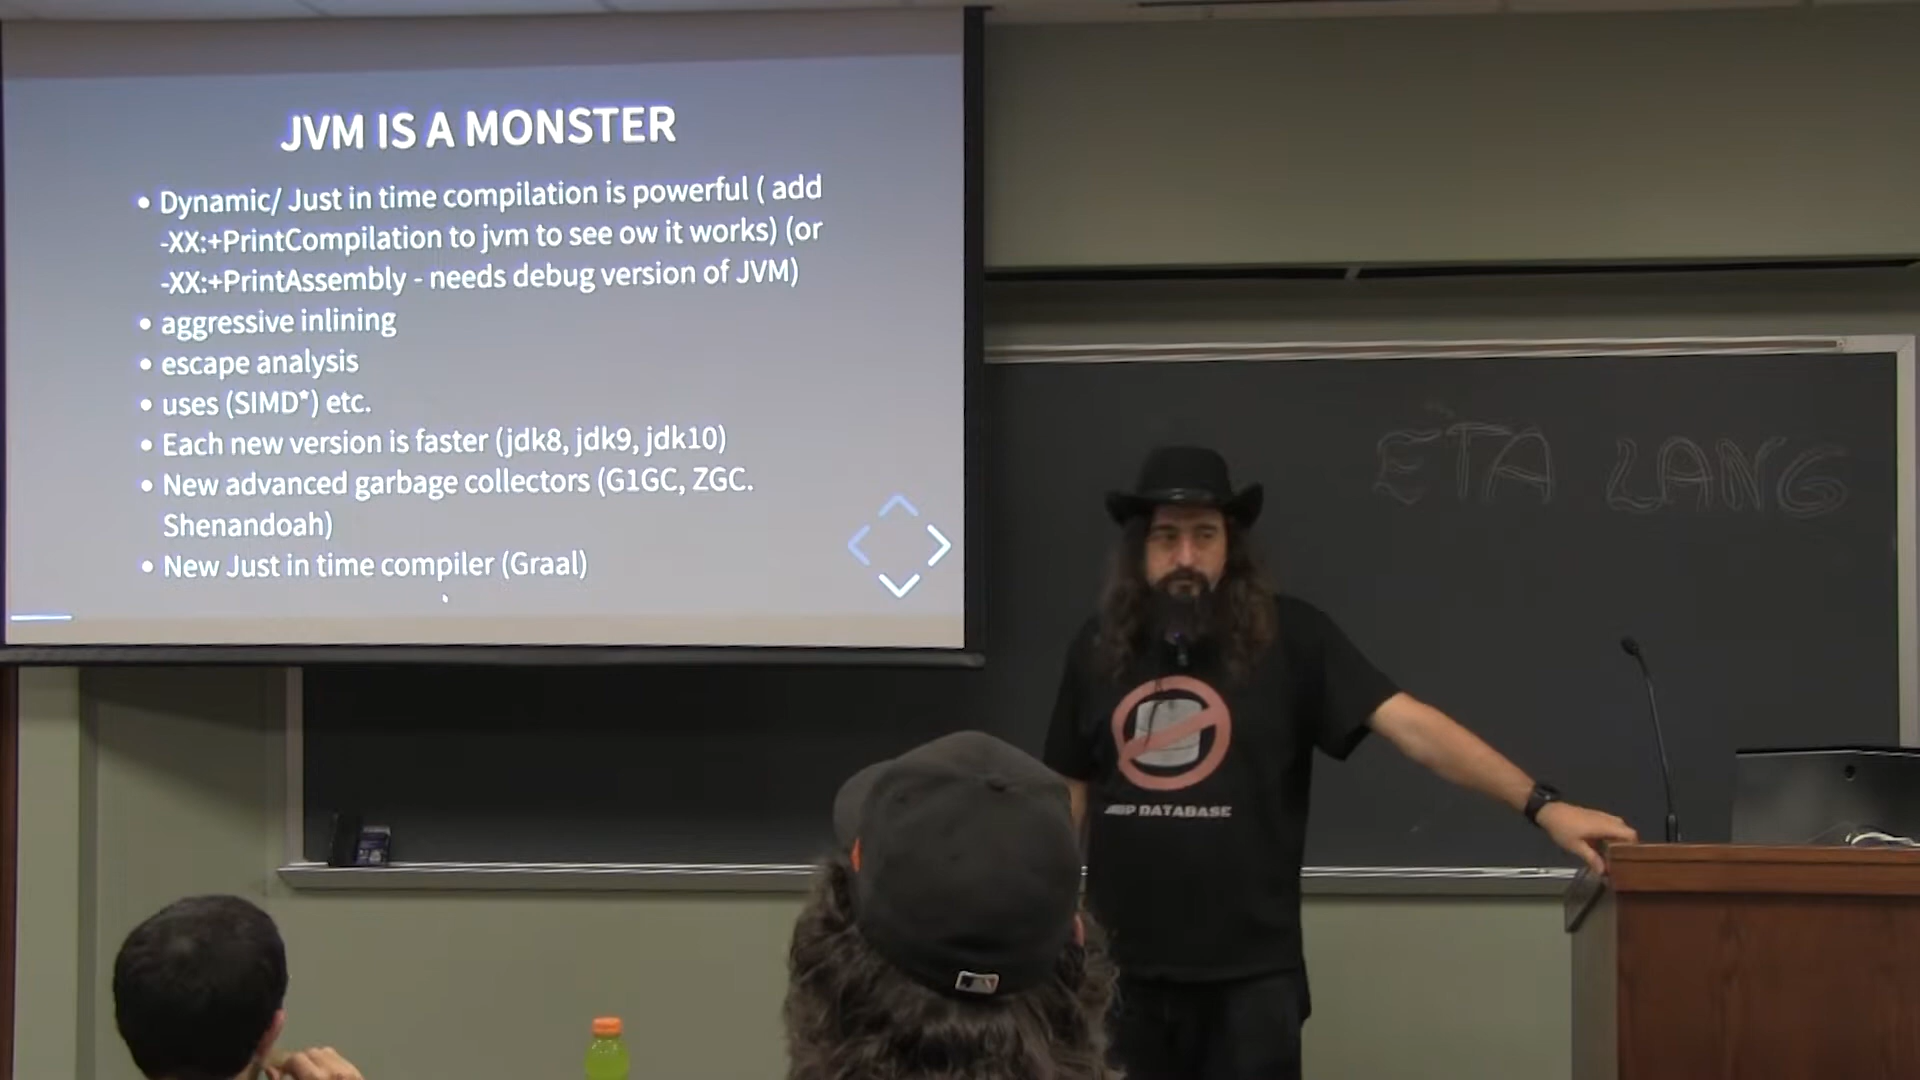 JVM IS A MONSTER
• Dynamic/ Just in time compilation is powerful ( add
-XX:+PrintCompilation to jvm to see ow it works) (or
-XX:+PrintAssembly - needs debug version of JVM)
• aggressive inlining
• escape analysis
• uses (SIMD*) etc.
• Each new version is faster (jdk8, jdk9, jdk10)
• New advanced garbage collectors (G1GC, ZGC.
Shenandoah)
• New Just in time compiler (Graal)
ETA LANG
DATABASE